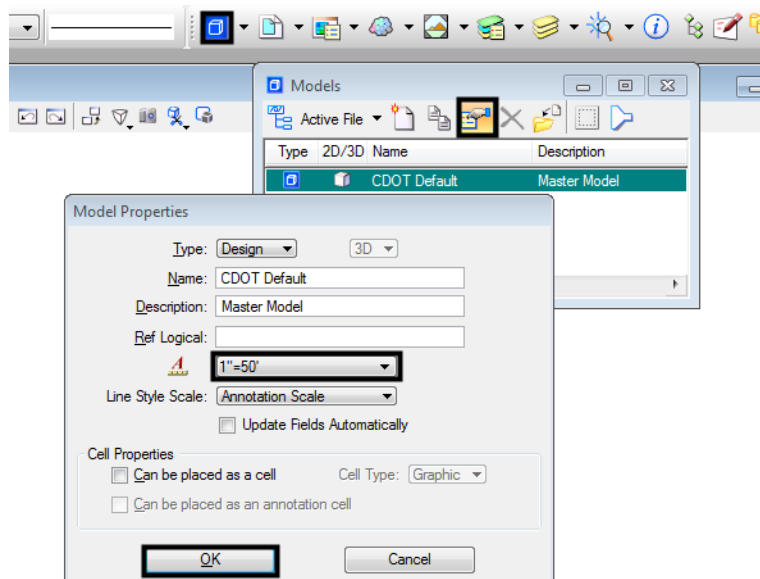 Models
Active File
Type 2D/3D Name Description
CDOT Default Master Model
Model Properties
Type: Design 3D
Name: CDOT Default
Description: Master Model
Ref Logical:
1"=50'
Line Style Scale: Annotation Scale
Update Fields Automatically
Cell Properties
Can be placed as a cell Cell Type: Graphic
Can be placed as an annotation cell
OK Cancel